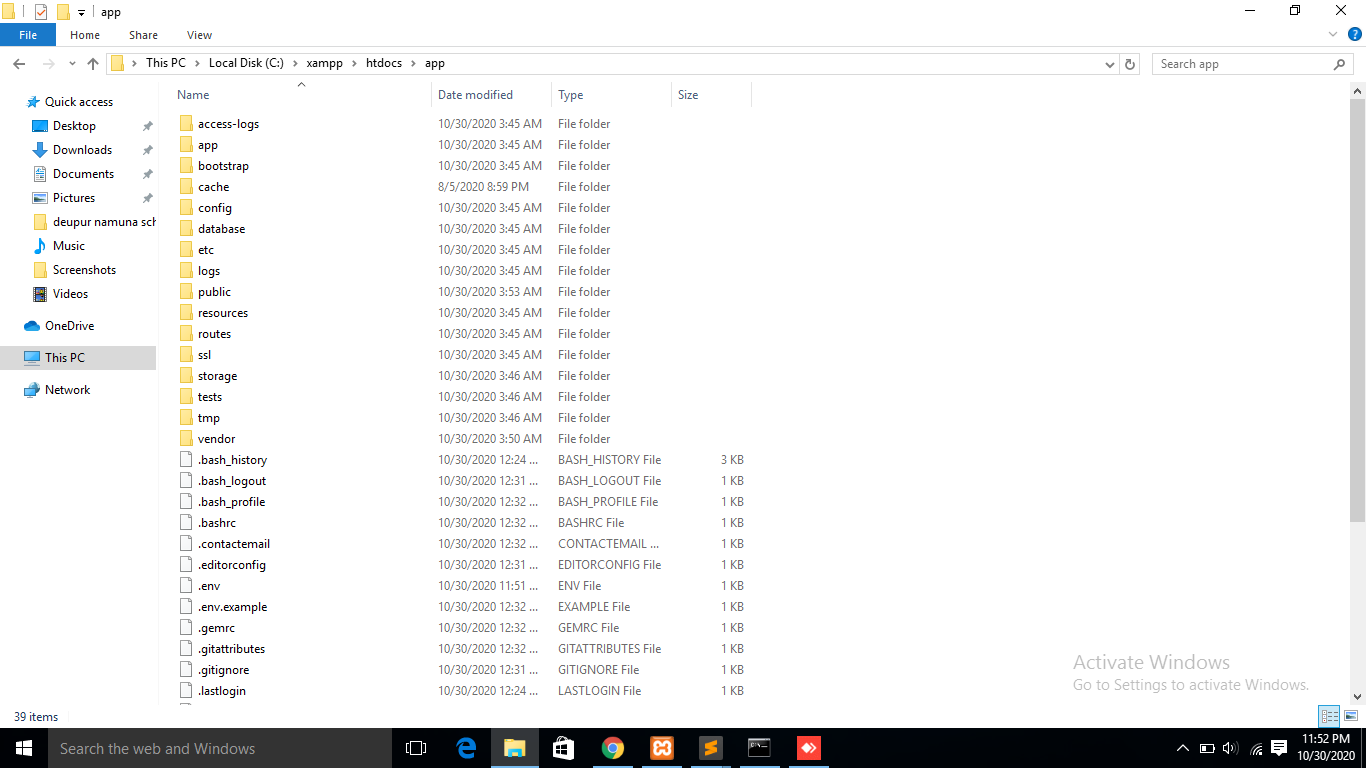 app
File Home Share View
This PC Local Disk (C:) xampp htdocs app Search app
Name Date modified Type Size
Quick access
Desktop
Downloads
Documents
Pictures
deupur namuna sch
Music
Screenshots
Videos
OneDrive
This PC
Network
access-logs 10/30/2020 3:45 AM File folder
app 10/30/2020 3:45 AM File folder
bootstrap 10/30/2020 3:45 AM File folder
cache 8/5/2020 8:59 PM File folder
config 10/30/2020 3:45 AM File folder
database 10/30/2020 3:45 AM File folder
etc 10/30/2020 3:45 AM File folder
logs 10/30/2020 3:45 AM File folder
public 10/30/2020 3:53 AM File folder
resources 10/30/2020 3:45 AM File folder
routes 10/30/2020 3:45 AM File folder
ssl 10/30/2020 3:45 AM File folder
storage 10/30/2020 3:46 AM File folder
tests 10/30/2020 3:46 AM File folder
tmp 10/30/2020 3:46 AM File folder
vendor 10/30/2020 3:50 AM File folder
.bash_history 10/30/2020 12:24 ... BASH_HISTORY File 3 KB
.bash_logout 10/30/2020 12:31 ... BASH_LOGOUT File 1 KB
.bash_profile 10/30/2020 12:32 ... BASH_PROFILE File 1 KB
.bashrc 10/30/2020 12:32 ... BASHRC File 1 KB
.contactemail 10/30/2020 12:32 ... CONTACTEMAIL ... 1 KB
.editorconfig 10/30/2020 12:31 ... EDITORCONFIG File 1 KB
.env 10/30/2020 11:51 ... ENV File 1 KB
.env.example 10/30/2020 12:32 ... EXAMPLE File 1 KB
.gemrc 10/30/2020 12:32 ... GEMRC File 1 KB
.gitattributes 10/30/2020 12:32 ... GITATTRIBUTES File 1 KB
.gitignore 10/30/2020 12:31 ... GITIGNORE File 1 KB
.lastlogin 10/30/2020 12:24 ... LASTLOGIN File 1 KB
Activate Windows
Go to Settings to activate Windows.
39 items
Search the web and Windows
11:52 PM
10/30/2020